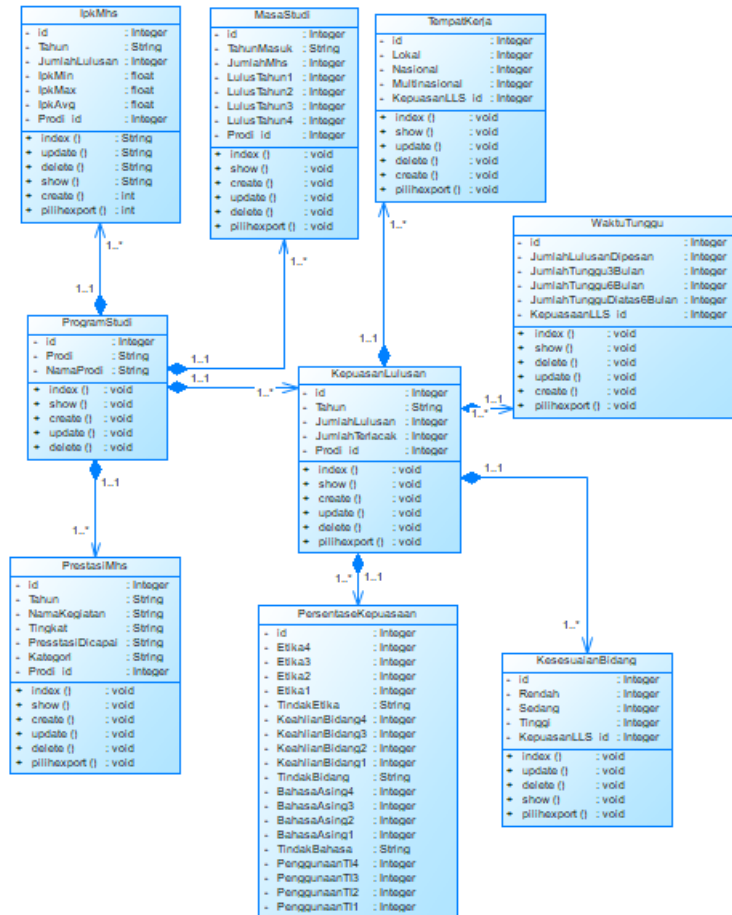 IpkMhs
- id : Integer
- Tahun : String
- JumlahLulusan : Integer
- IpkMin : float
- IpkMax : float
- IpkAvg : float
- Prodi_id : Integer
+ index () : String
+ update () : String
+ delete () : String
+ show () : String
+ create () : int
+ pilihexport () : int
MasaStudi
- id : Integer
- TahunMasuk : String
- JumlahMhs : Integer
- LulusTahun1 : Integer
- LulusTahun2 : Integer
- LulusTahun3 : Integer
- LulusTahun4 : Integer
- Prodi_id : Integer
+ index () : void
+ show () : void
+ create () : void
+ update () : void
+ delete () : void
+ pilihexport () : void
TempatKerja
- id : Integer
- Lokal : Integer
- Nasional : Integer
- Multinasional : Integer
- KepuasanLLS_id : Integer
+ index () : void
+ show () : void
+ update () : void
+ delete () : void
+ create () : void
+ pilihexport () : void
WaktuTunggu
- id : Integer
- JumlahLulusanDipesan : Integer
- JumlahTunggu3Bulan : Integer
- JumlahTunggu6Bulan : Integer
- JumlahTungguDiatas6Bulan : Integer
- KepuasaanLLS_id : Integer
+ index () : void
+ show () : void
+ delete () : void
+ update () : void
+ create () : void
+ pilihexport () : void
1..*
1..1
1..*
1..1
1..*
1..1
ProgramStudi
- id : Integer
- Prodi : String
- NamaProdi : String
+ index () : void
+ show () : void
+ create () : void
+ update () : void
+ delete () : void
1..1
1..*
KepuasanLulusan
- id : Integer
- Tahun : String
- JumlahLulusan : Integer
- JumlahTerlacak : Integer
- Prodi_id : Integer
+ index () : void
+ show () : void
+ create () : void
+ update () : void
+ delete () : void
+ pilihexport () : void
1..1
1..*
1..1
1..*
1..1
1..*
1..*
1..1
PrestasiMhs
- id : Integer
- Tahun : String
- NamaKegiatan : String
- Tingkat : String
- PresstasiDicapai : String
- Kategori : String
- Prodi_id : Integer
+ index () : void
+ show () : void
+ create () : void
+ update () : void
+ delete () : void
+ pilihexport () : void
PersentaseKepuasaan
- id : Integer
- Etika4 : Integer
- Etika3 : Integer
- Etika2 : Integer
- Etika1 : Integer
- TindakEtika : String
- KeahlianBidang4 : Integer
- KeahlianBidang3 : Integer
- KeahlianBidang2 : Integer
- KeahlianBidang1 : Integer
- TindakBidang : String
- BahasaAsing4 : Integer
- BahasaAsing3 : Integer
- BahasaAsing2 : Integer
- BahasaAsing1 : Integer
- TindakBahasa : String
- PenggunaanTI4 : Integer
- PenggunaanTI3 : Integer
- PenggunaanTI2 : Integer
- PenggunaanTI1 : Integer
KesesuaianBidang
- id : Integer
- Rendah : Integer
- Sedang : Integer
- Tinggi : Integer
- KepuasanLLS_id : Integer
+ index () : void
+ update () : void
+ delete () : void
+ show () : void
+ pilihexport () : void